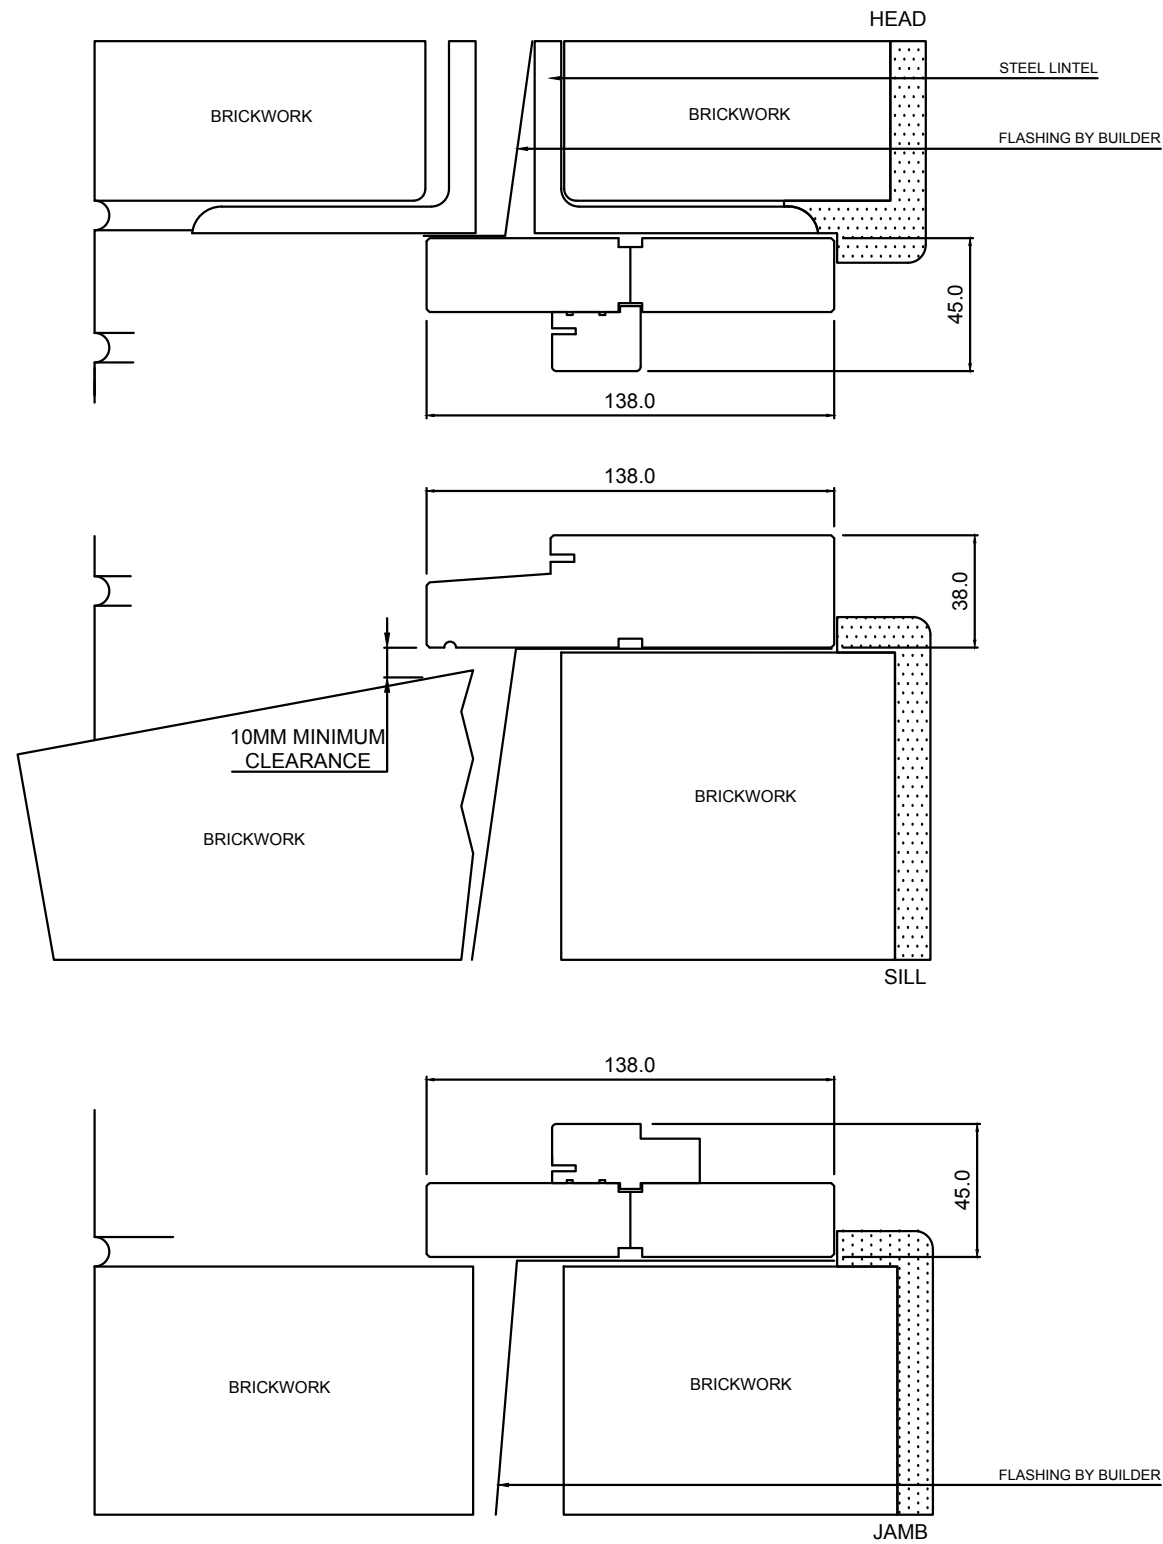 HEAD
STEEL LINTEL
BRICKWORK
BRICKWORK
FLASHING BY BUILDER
45.0
138.0
138.0
38.0
10MM MINIMUM
CLEARANCE
BRICKWORK
BRICKWORK
SILL
138.0
45.0
BRICKWORK
BRICKWORK
FLASHING BY BUILDER
JAMB